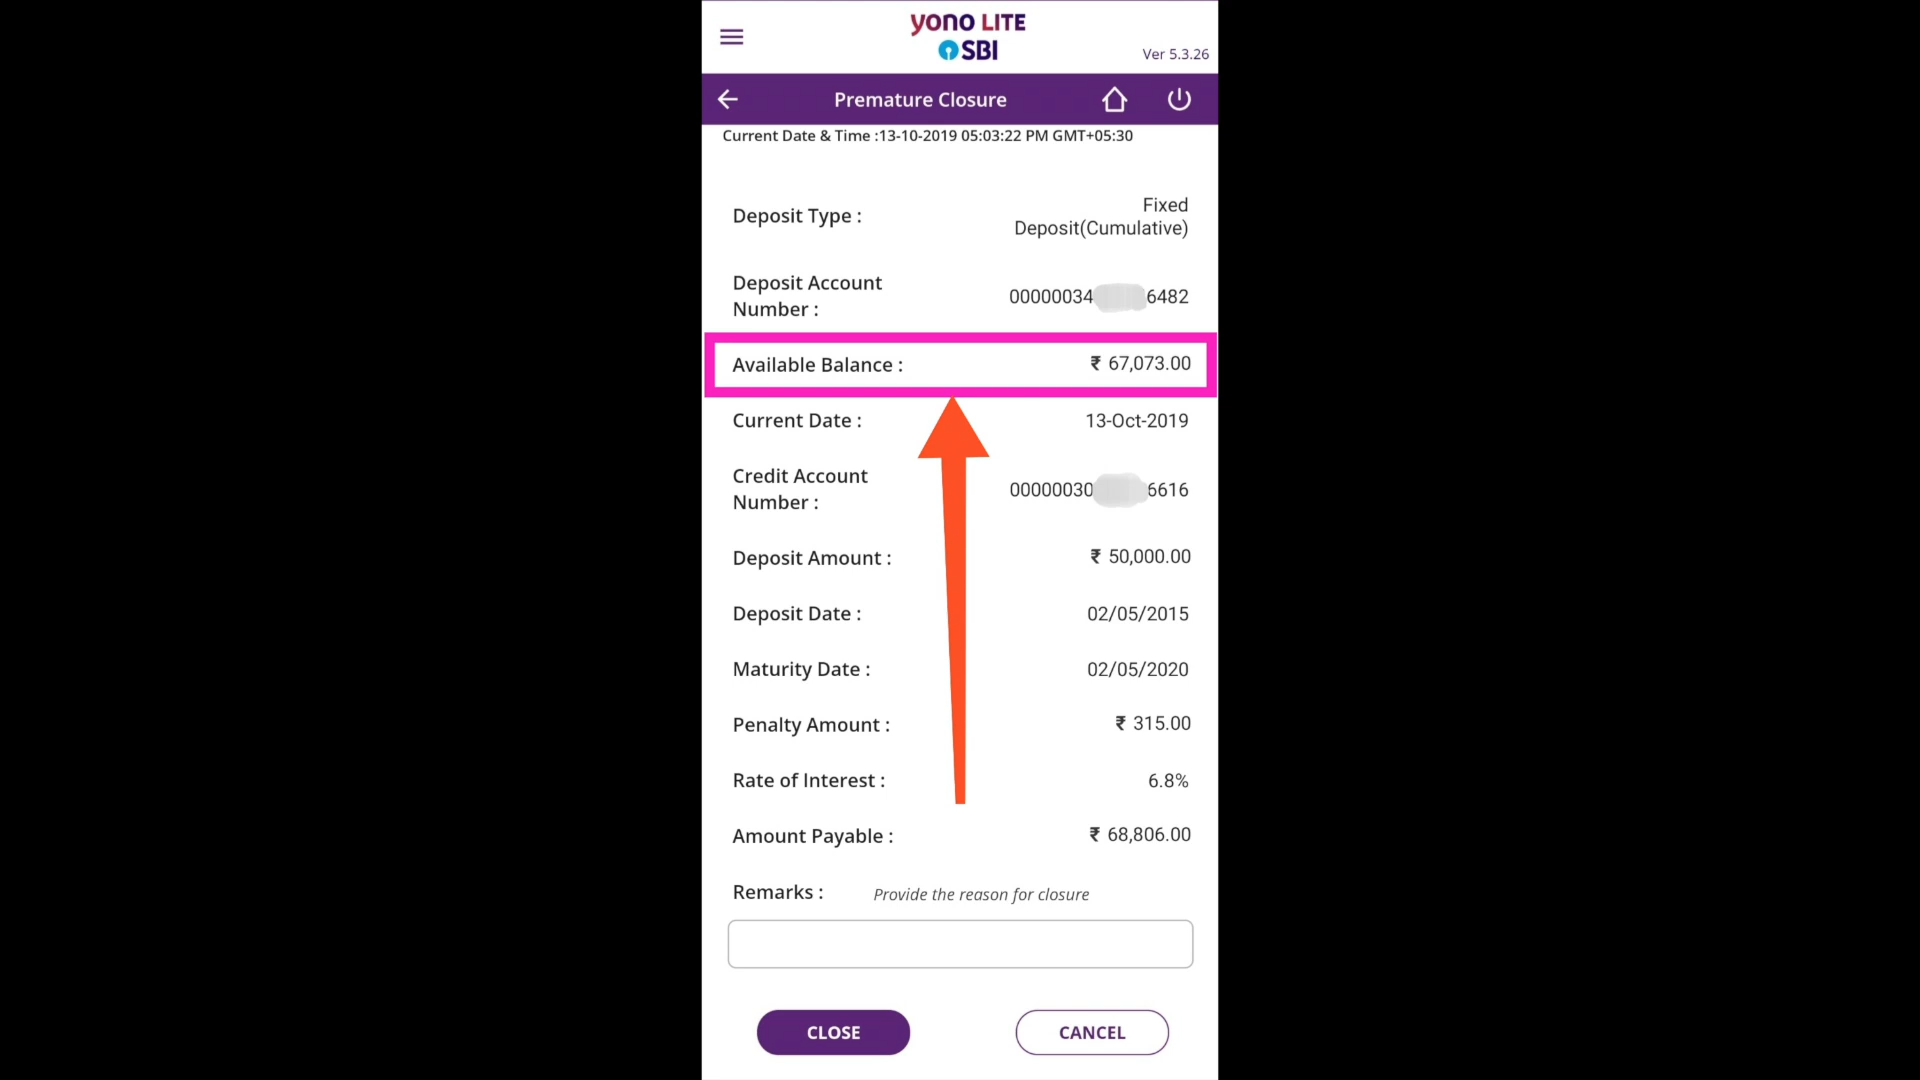 yono LITE
SBI
Ver 5.3.26
Premature Closure
Current Date & Time :13-10-2019 05:03:22 PM GMT+05:30
Deposit Type :
Fixed
Deposit(Cumulative)
Deposit Account
Number :
00000034 6482
Available Balance :
₹ 67,073.00
Current Date :
13-Oct-2019
Credit Account
Number :
00000030 6616
Deposit Amount :
₹ 50,000.00
Deposit Date :
02/05/2015
Maturity Date :
02/05/2020
Penalty Amount :
₹ 315.00
Rate of Interest :
6.8%
Amount Payable :
₹ 68,806.00
Remarks :
Provide the reason for closure
CLOSE
CANCEL